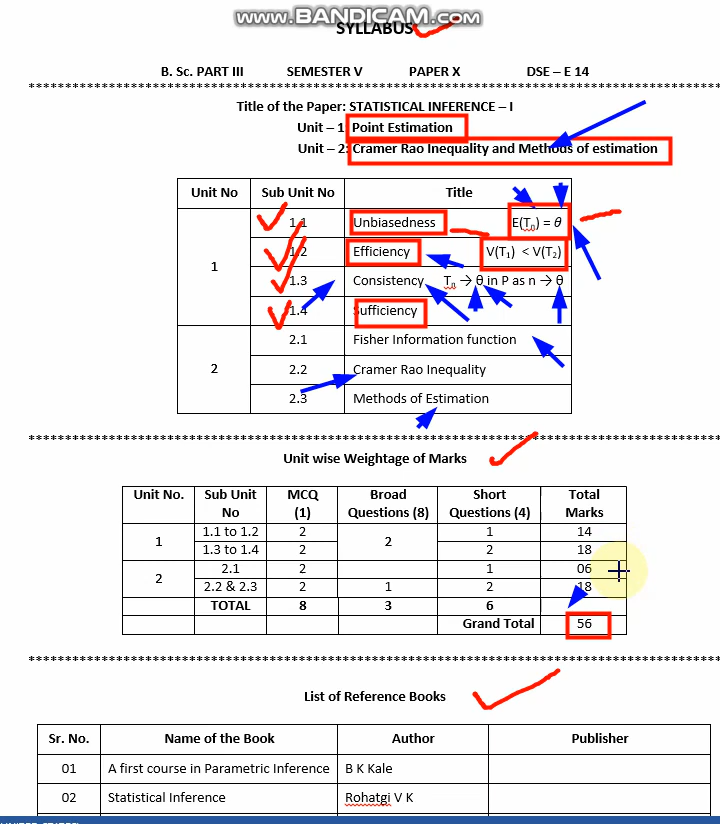 WWW.BANDICAM.COM
SYLLABUS
B. Sc. PART III SEMESTER V PAPER X DSE – E 14
Title of the Paper: STATISTICAL INFERENCE – I
Unit – 1: Point Estimation
Unit – 2: Cramer Rao Inequality and Methods of estimation
Unit No Sub Unit No Title
1 1.1 Unbiasedness E(Tₙ) = θ
1.2 Efficiency V(T₁) < V(T₂)
1.3 Consistency Tₙ → θ in P as n → θ
1.4 Sufficiency
2 2.1 Fisher Information function
2.2 Cramer Rao Inequality
2.3 Methods of Estimation
Unit wise Weightage of Marks
Unit No. Sub Unit No MCQ (1) Broad Questions (8) Short Questions (4) Total Marks
1 1.1 to 1.2 2 2 1 14
1.3 to 1.4 2 2 18
2 2.1 2 1 06
2.2 & 2.3 2 1 2 18
TOTAL 8 3 6
Grand Total 56
List of Reference Books
Sr. No. Name of the Book Author Publisher
01 A first course in Parametric Inference B K Kale
02 Statistical Inference Rohatgi V K